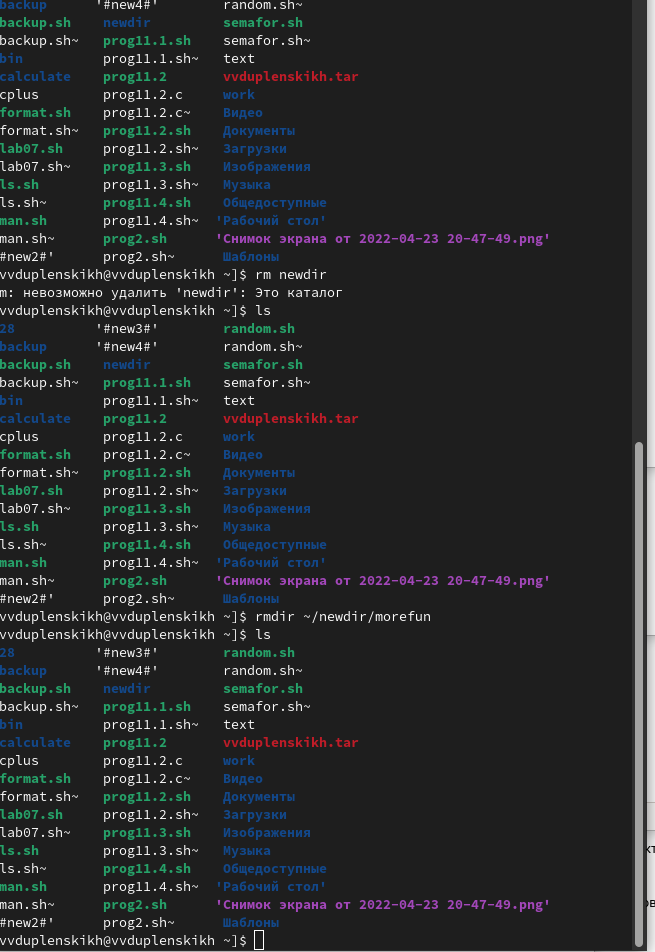 backup '#new4#' random.sh~
backup.sh newdir semafor.sh
backup.sh~ prog11.1.sh semafor.sh~
bin prog11.1.sh~ text
calculate prog11.2 vvduplenskikh.tar
cplus prog11.2.c work
format.sh prog11.2.c~ Видео
format.sh~ prog11.2.sh Документы
lab07.sh prog11.2.sh~ Загрузки
lab07.sh~ prog11.3.sh Изображения
ls.sh prog11.3.sh~ Музыка
ls.sh~ prog11.4.sh Общедоступные
man.sh prog11.4.sh~ 'Рабочий стол'
man.sh~ prog2.sh 'Снимок экрана от 2022-04-23 20-47-49.png'
#new2#' prog2.sh~ Шаблоны
vvduplenskikh@vvduplenskikh ~]$ rm newdir
m: невозможно удалить 'newdir': Это каталог
vvduplenskikh@vvduplenskikh ~]$ ls
28 '#new3#' random.sh
backup '#new4#' random.sh~
backup.sh newdir semafor.sh
backup.sh~ prog11.1.sh semafor.sh~
bin prog11.1.sh~ text
calculate prog11.2 vvduplenskikh.tar
cplus prog11.2.c work
format.sh prog11.2.c~ Видео
format.sh~ prog11.2.sh Документы
lab07.sh prog11.2.sh~ Загрузки
lab07.sh~ prog11.3.sh Изображения
ls.sh prog11.3.sh~ Музыка
ls.sh~ prog11.4.sh Общедоступные
man.sh prog11.4.sh~ 'Рабочий стол'
man.sh~ prog2.sh 'Снимок экрана от 2022-04-23 20-47-49.png'
#new2#' prog2.sh~ Шаблоны
vvduplenskikh@vvduplenskikh ~]$ rmdir ~/newdir/morefun
vvduplenskikh@vvduplenskikh ~]$ ls
28 '#new3#' random.sh
backup '#new4#' random.sh~
backup.sh newdir semafor.sh
backup.sh~ prog11.1.sh semafor.sh~
bin prog11.1.sh~ text
calculate prog11.2 vvduplenskikh.tar
cplus prog11.2.c work
format.sh prog11.2.c~ Видео
format.sh~ prog11.2.sh Документы
lab07.sh prog11.2.sh~ Загрузки
lab07.sh~ prog11.3.sh Изображения
ls.sh prog11.3.sh~ Музыка
ls.sh~ prog11.4.sh Общедоступные
man.sh prog11.4.sh~ 'Рабочий стол'
man.sh~ prog2.sh 'Снимок экрана от 2022-04-23 20-47-49.png'
#new2#' prog2.sh~ Шаблоны
vvduplenskikh@vvduplenskikh ~]$